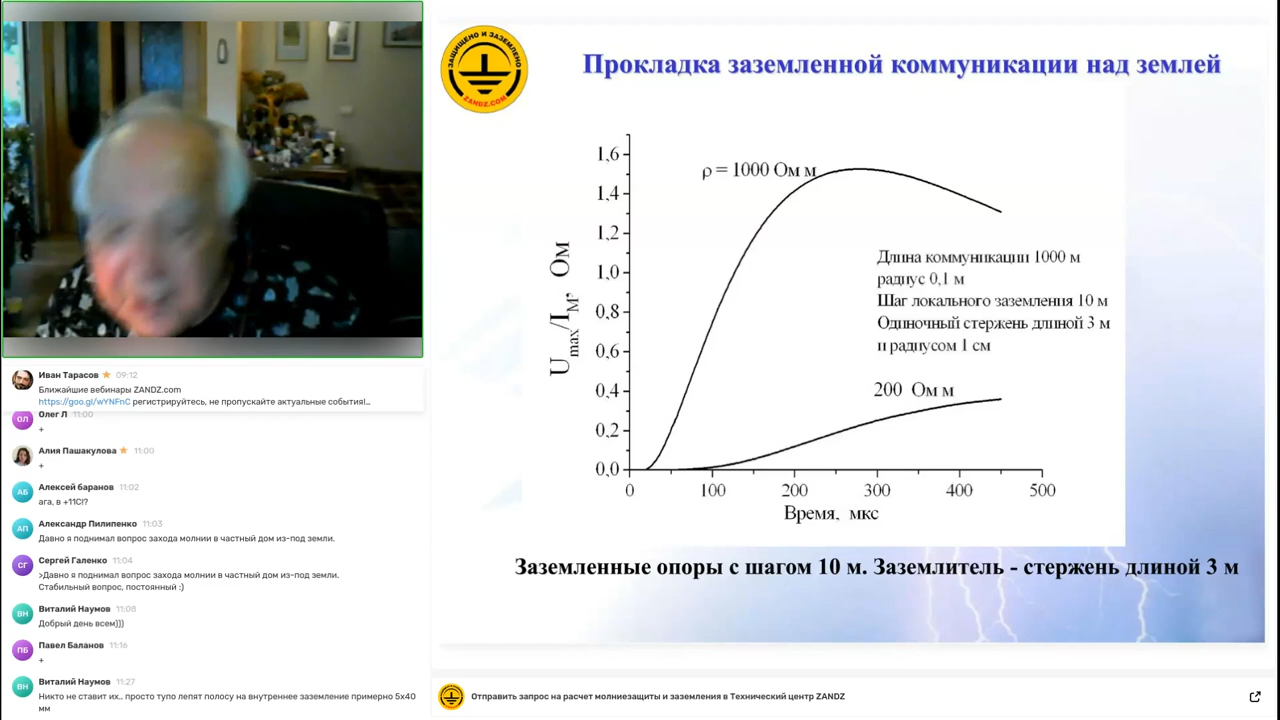 Иван Тарасов 09:12
Ближайшие вебинары ZANDZ.com
https://goo.gl/wYNFnC регистрируйтесь, не пропускайте актуальные события!…
ОЛ
Олег Л 11:00
+
Алия Пашакулова 11:00
+
АБ
Алексей баранов 11:02
ага, в +11С!?
АП
Александр Пилипенко 11:03
Давно я поднимал вопрос захода молнии в частный дом из-под земли.
СГ
Сергей Галенко 11:04
>Давно я поднимал вопрос захода молнии в частный дом из-под земли.
Стабильный вопрос, постоянный :)
ВН
Виталий Наумов 11:08
Добрый день всем)))
ПБ
Павел Баланов 11:16
+
ВН
Виталий Наумов 11:27
Никто не ставит их.. просто тупо лепят полосу на внутреннее заземление примерно 5х40
мм
ЗАЩИЩЕНО И ЗАЗЕМЛЕНО
ZANDZ.COM
Прокладка заземленной коммуникации над землей
U max/I M, Ом
1,6
1,4
1,2
1,0
0,8
0,6
0,4
0,2
0,0
ρ = 1000 Ом м
Длина коммуникации 1000 м
радиус 0,1 м
Шаг локального заземления 10 м
Одиночный стержень длиной 3 м
и радиусом 1 см
200 Ом м
0 100 200 300 400 500
Время, мкс
Заземленные опоры с шагом 10 м. Заземлитель - стержень длиной 3 м
Отправить запрос на расчет молниезащиты и заземления в Технический центр ZANDZ